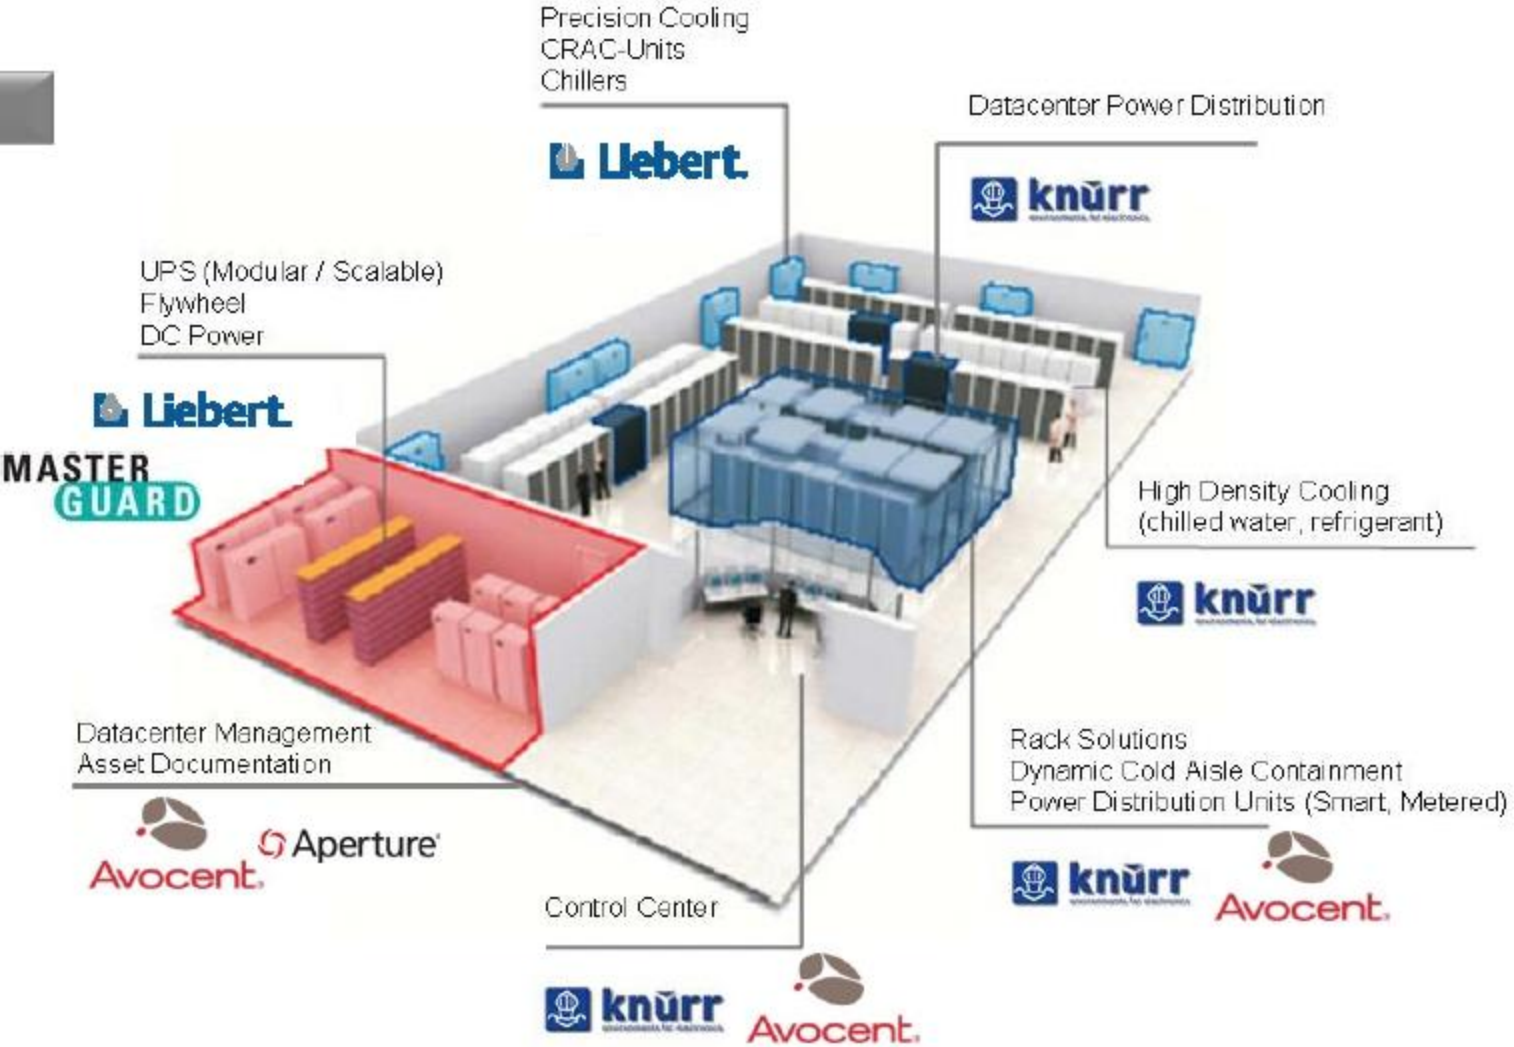 Precision Cooling
CRAC-Units
Chillers
Liebert.
Datacenter Power Distribution
knürr
UPS (Modular / Scalable)
Flywheel
DC Power
Liebert.
MASTER
GUARD
High Density Cooling
(chilled water, refrigerant)
knürr
Datacenter Management
Asset Documentation
Avocent.
Aperture
Rack Solutions
Dynamic Cold Aisle Containment
Power Distribution Units (Smart, Metered)
knürr
Avocent.
Control Center
knürr
Avocent.